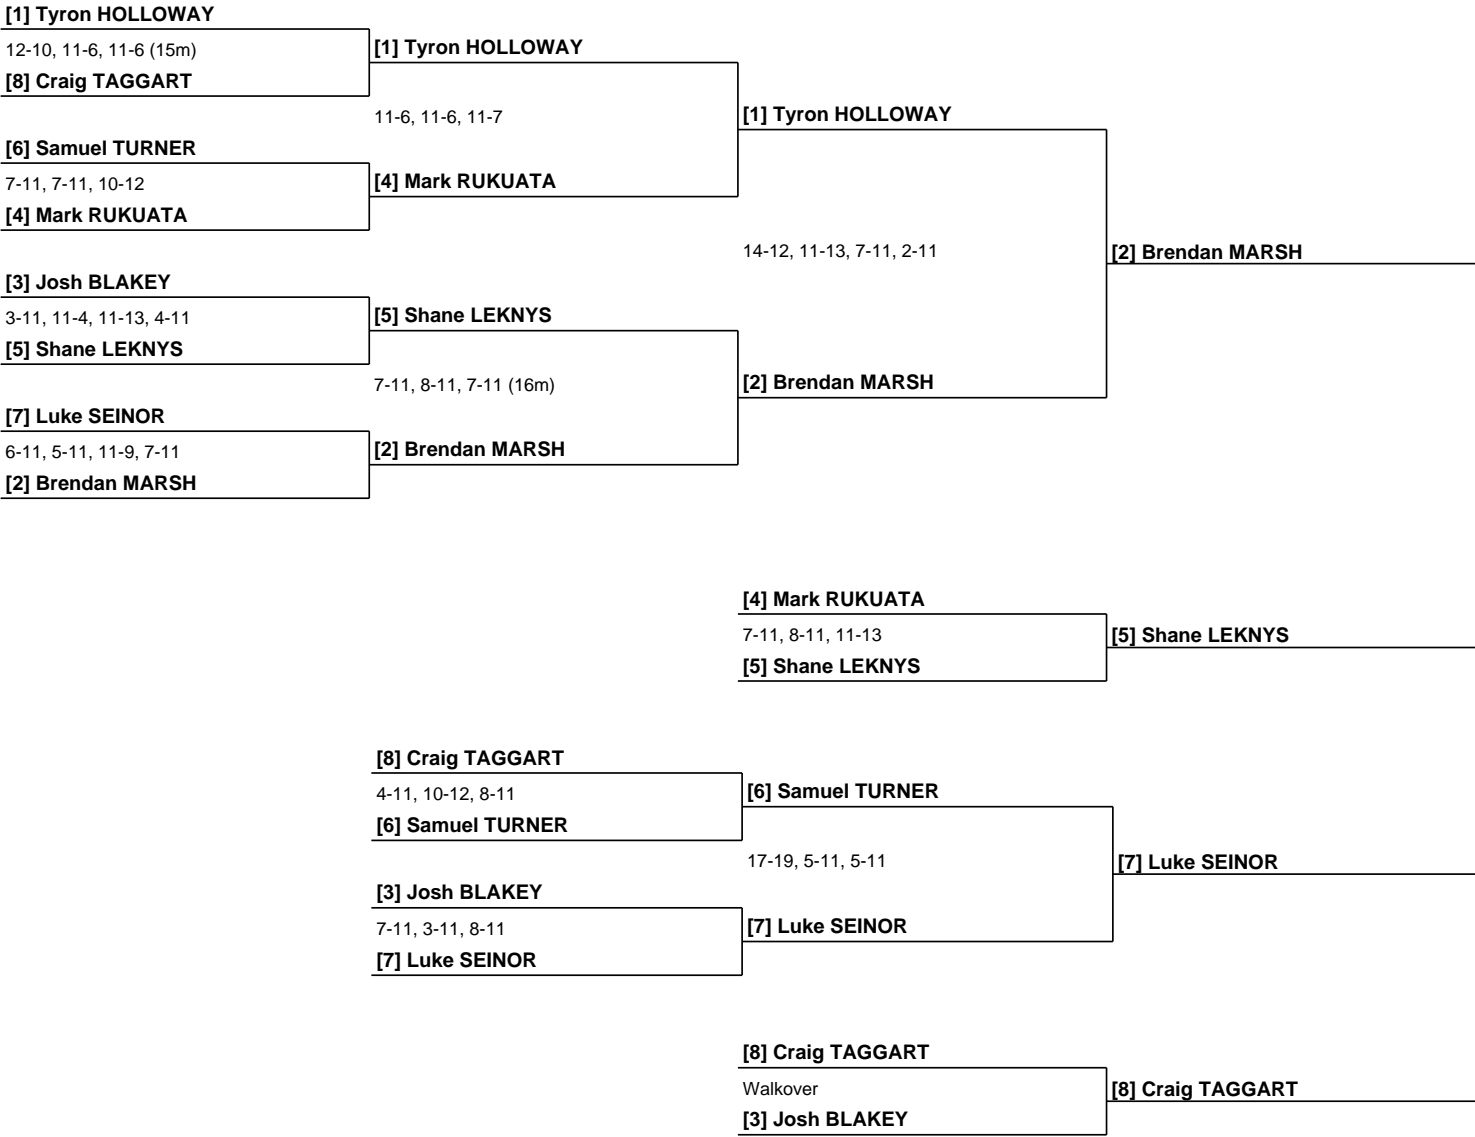 [1] Tyron HOLLOWAY
12-10, 11-6, 11-6 (15m)
[8] Craig TAGGART
[1] Tyron HOLLOWAY
11-6, 11-6, 11-7
[6] Samuel TURNER
7-11, 7-11, 10-12
[4] Mark RUKUATA
[4] Mark RUKUATA
[1] Tyron HOLLOWAY
14-12, 11-13, 7-11, 2-11
[2] Brendan MARSH
[3] Josh BLAKEY
3-11, 11-4, 11-13, 4-11
[5] Shane LEKNYS
[5] Shane LEKNYS
7-11, 8-11, 7-11 (16m)
[2] Brendan MARSH
[7] Luke SEINOR
6-11, 5-11, 11-9, 7-11
[2] Brendan MARSH
[2] Brendan MARSH
[4] Mark RUKUATA
7-11, 8-11, 11-13
[5] Shane LEKNYS
[5] Shane LEKNYS
[8] Craig TAGGART
4-11, 10-12, 8-11
[6] Samuel TURNER
[6] Samuel TURNER
17-19, 5-11, 5-11
[7] Luke SEINOR
[3] Josh BLAKEY
7-11, 3-11, 8-11
[7] Luke SEINOR
[7] Luke SEINOR
[8] Craig TAGGART
Walkover
[3] Josh BLAKEY
[8] Craig TAGGART